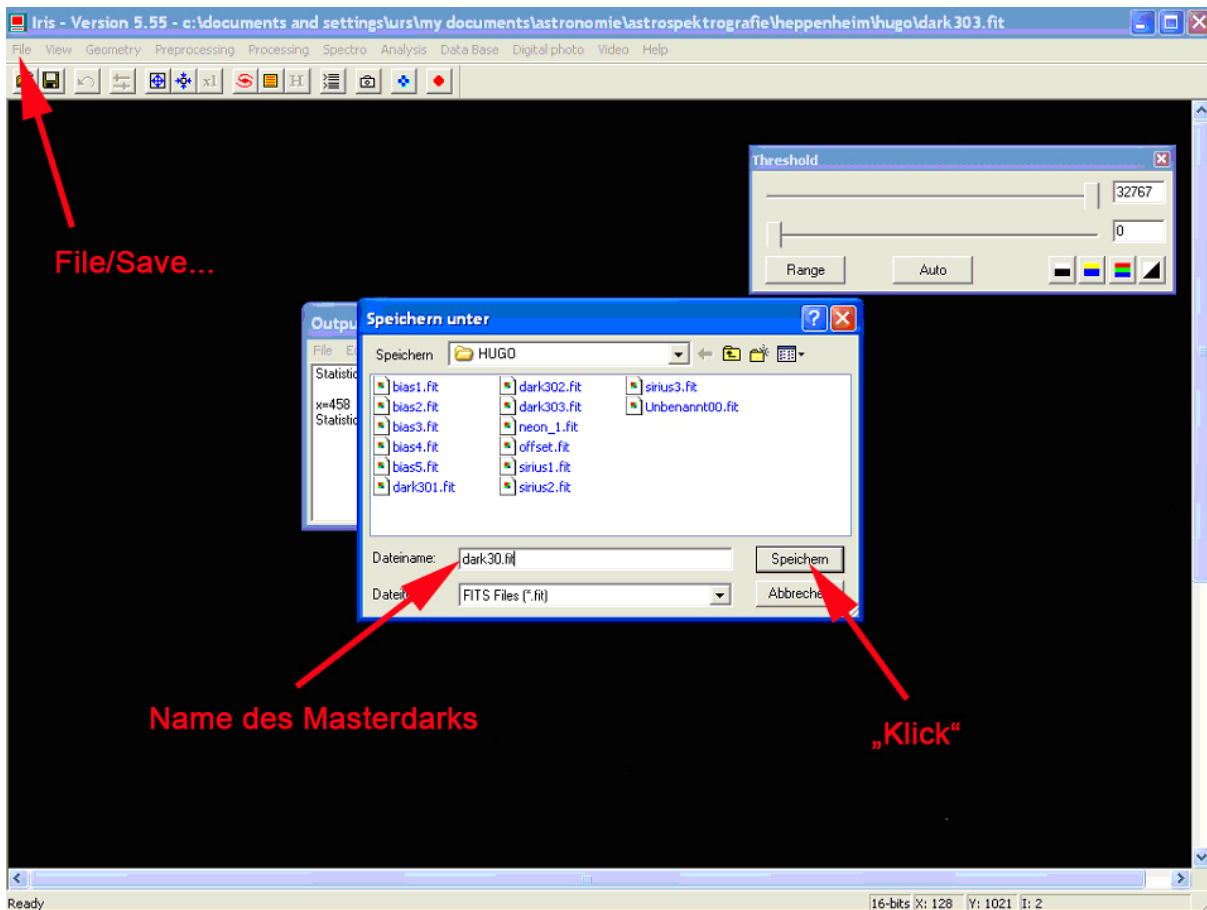 Iris - Version 5.55 - c:\documents and settings\urs\my documents\astronomie\astrospektrografie\heppenheim\hugo\dark303.fit
File View Geometry Preprocessing Processing Spectro Analysis Data Base Digital photo Video Help
x1 H
Threshold
32767
0
Range Auto
File/Save...
Outpu
File Ed
Statistic
x=458
Statistic
Speichern unter
Speichern HUGO
bias1.fit dark302.fit sirius3.fit
bias2.fit dark303.fit Unbenannt00.fit
bias3.fit neon_1.fit
bias4.fit offset.fit
bias5.fit sirius1.fit
dark301.fit sirius2.fit
Dateiname: dark30.fit Speichern
FITS Files (*.fit) Abbreche
Name des Masterdarks
„Klick“
Ready 16-bits X: 128 Y: 1021 I: 2